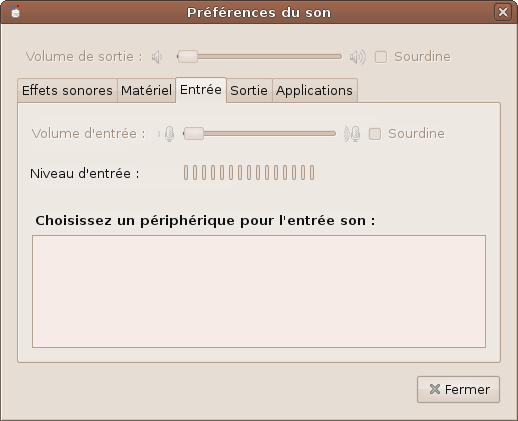 Préférences du son
Volume de sortie : Sourdine
Effets sonores Matériel Entrée Sortie Applications
Volume d'entrée : Sourdine
Niveau d'entrée :
Choisissez un périphérique pour l'entrée son :
Fermer